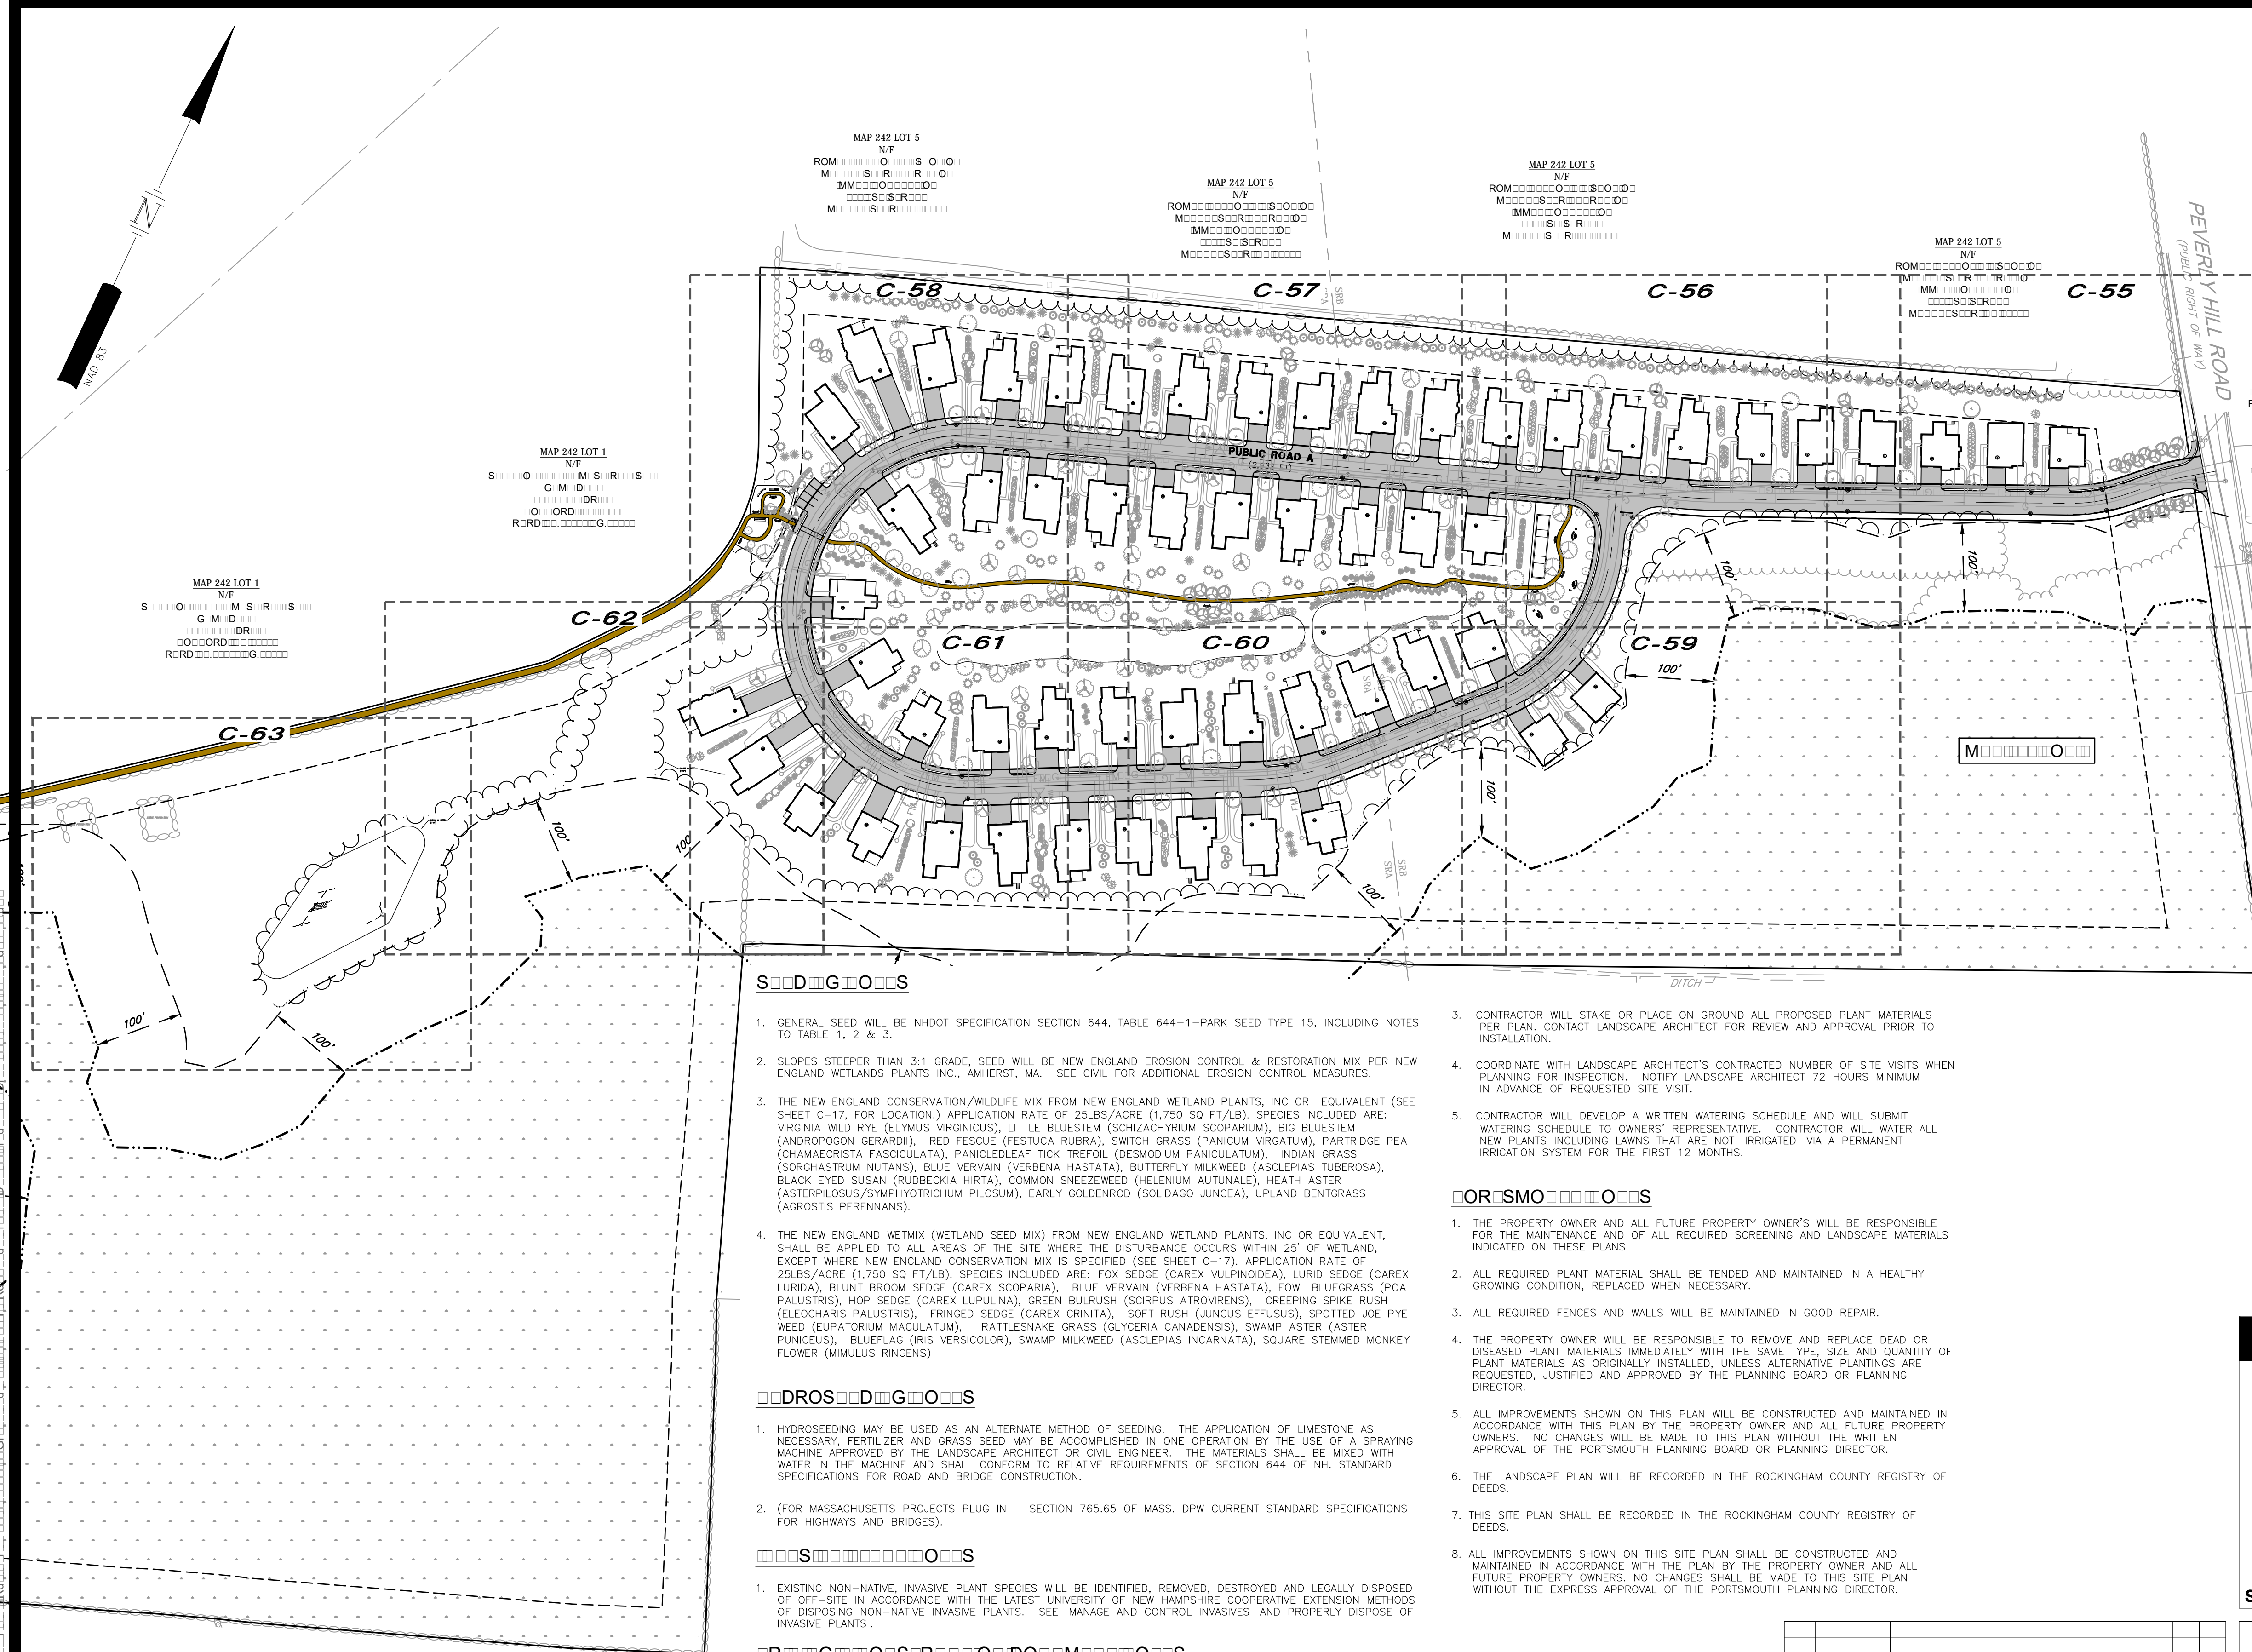 MAP 242 LOT 5
N/F
MAP 242 LOT 5
N/F
MAP 242 LOT 5
N/F
MAP 242 LOT 5
N/F
PEVERLY HILL ROAD
(PUBLIC RIGHT OF WAY)
NAD 83
N
C-58
C-57
C-56
C-55
SRA
SRB
PUBLIC ROAD A
MAP 242 LOT 1
N/F
MAP 242 LOT 1
N/F
C-62
C-61
C-60
C-59
C-63
100'
100'
100'
100'
100'
100'
100'
100'
100'
SRA
SRB
SRA
SRB
FM
FM
DITCH
1. GENERAL SEED WILL BE NHDOT SPECIFICATION SECTION 644, TABLE 644-1-PARK SEED TYPE 15, INCLUDING NOTES
TO TABLE 1, 2 & 3.
2. SLOPES STEEPER THAN 3:1 GRADE, SEED WILL BE NEW ENGLAND EROSION CONTROL & RESTORATION MIX PER NEW
ENGLAND WETLANDS PLANTS INC., AMHERST, MA. SEE CIVIL FOR ADDITIONAL EROSION CONTROL MEASURES.
3. THE NEW ENGLAND CONSERVATION/WILDLIFE MIX FROM NEW ENGLAND WETLAND PLANTS, INC OR EQUIVALENT (SEE
SHEET C-17, FOR LOCATION.) APPLICATION RATE OF 25LBS/ACRE (1,750 SQ FT/LB). SPECIES INCLUDED ARE:
VIRGINIA WILD RYE (ELYMUS VIRGINICUS), LITTLE BLUESTEM (SCHIZACHYRIUM SCOPARIUM), BIG BLUESTEM
(ANDROPOGON GERARDII), RED FESCUE (FESTUCA RUBRA), SWITCH GRASS (PANICUM VIRGATUM), PARTRIDGE PEA
(CHAMAECRISTA FASCICULATA), PANICLEDLEAF TICK TREFOIL (DESMODIUM PANICULATUM), INDIAN GRASS
(SORGHASTRUM NUTANS), BLUE VERVAIN (VERBENA HASTATA), BUTTERFLY MILKWEED (ASCLEPIAS TUBEROSA),
BLACK EYED SUSAN (RUDBECKIA HIRTA), COMMON SNEEZEWEED (HELENIUM AUTUNALE), HEATH ASTER
(ASTERPILOSUS/SYMPHYOTRICHUM PILOSUM), EARLY GOLDENROD (SOLIDAGO JUNCEA), UPLAND BENTGRASS
(AGROSTIS PERENNANS).
4. THE NEW ENGLAND WETMIX (WETLAND SEED MIX) FROM NEW ENGLAND WETLAND PLANTS, INC OR EQUIVALENT,
SHALL BE APPLIED TO ALL AREAS OF THE SITE WHERE THE DISTURBANCE OCCURS WITHIN 25' OF WETLAND,
EXCEPT WHERE NEW ENGLAND CONSERVATION MIX IS SPECIFIED (SEE SHEET C-17). APPLICATION RATE OF
25LBS/ACRE (1,750 SQ FT/LB). SPECIES INCLUDED ARE: FOX SEDGE (CAREX VULPINOIDEA), LURID SEDGE (CAREX
LURIDA), BLUNT BROOM SEDGE (CAREX SCOPARIA), BLUE VERVAIN (VERBENA HASTATA), FOWL BLUEGRASS (POA
PALUSTRIS), HOP SEDGE (CAREX LUPULINA), GREEN BULRUSH (SCIRPUS ATROVIRENS), CREEPING SPIKE RUSH
(ELEOCHARIS PALUSTRIS), FRINGED SEDGE (CAREX CRINITA), SOFT RUSH (JUNCUS EFFUSUS), SPOTTED JOE PYE
WEED (EUPATORIUM MACULATUM), RATTLESNAKE GRASS (GLYCERIA CANADENSIS), SWAMP ASTER (ASTER
PUNICEUS), BLUEFLAG (IRIS VERSICOLOR), SWAMP MILKWEED (ASCLEPIAS INCARNATA), SQUARE STEMMED MONKEY
FLOWER (MIMULUS RINGENS)
1. HYDROSEEDING MAY BE USED AS AN ALTERNATE METHOD OF SEEDING. THE APPLICATION OF LIMESTONE AS
NECESSARY, FERTILIZER AND GRASS SEED MAY BE ACCOMPLISHED IN ONE OPERATION BY THE USE OF A SPRAYING
MACHINE APPROVED BY THE LANDSCAPE ARCHITECT OR CIVIL ENGINEER. THE MATERIALS SHALL BE MIXED WITH
WATER IN THE MACHINE AND SHALL CONFORM TO RELATIVE REQUIREMENTS OF SECTION 644 OF NH. STANDARD
SPECIFICATIONS FOR ROAD AND BRIDGE CONSTRUCTION.
2. (FOR MASSACHUSETTS PROJECTS PLUG IN - SECTION 765.65 OF MASS. DPW CURRENT STANDARD SPECIFICATIONS
FOR HIGHWAYS AND BRIDGES).
1. EXISTING NON-NATIVE, INVASIVE PLANT SPECIES WILL BE IDENTIFIED, REMOVED, DESTROYED AND LEGALLY DISPOSED
OF OFF-SITE IN ACCORDANCE WITH THE LATEST UNIVERSITY OF NEW HAMPSHIRE COOPERATIVE EXTENSION METHODS
OF DISPOSING NON-NATIVE INVASIVE PLANTS. SEE MANAGE AND CONTROL INVASIVES AND PROPERLY DISPOSE OF
INVASIVE PLANTS .
3. CONTRACTOR WILL STAKE OR PLACE ON GROUND ALL PROPOSED PLANT MATERIALS
PER PLAN. CONTACT LANDSCAPE ARCHITECT FOR REVIEW AND APPROVAL PRIOR TO
INSTALLATION.
4. COORDINATE WITH LANDSCAPE ARCHITECT'S CONTRACTED NUMBER OF SITE VISITS WHEN
PLANNING FOR INSPECTION. NOTIFY LANDSCAPE ARCHITECT 72 HOURS MINIMUM
IN ADVANCE OF REQUESTED SITE VISIT.
5. CONTRACTOR WILL DEVELOP A WRITTEN WATERING SCHEDULE AND WILL SUBMIT
WATERING SCHEDULE TO OWNERS' REPRESENTATIVE. CONTRACTOR WILL WATER ALL
NEW PLANTS INCLUDING LAWNS THAT ARE NOT IRRIGATED VIA A PERMANENT
IRRIGATION SYSTEM FOR THE FIRST 12 MONTHS.
1. THE PROPERTY OWNER AND ALL FUTURE PROPERTY OWNER'S WILL BE RESPONSIBLE
FOR THE MAINTENANCE AND OF ALL REQUIRED SCREENING AND LANDSCAPE MATERIALS
INDICATED ON THESE PLANS.
2. ALL REQUIRED PLANT MATERIAL SHALL BE TENDED AND MAINTAINED IN A HEALTHY
GROWING CONDITION, REPLACED WHEN NECESSARY.
3. ALL REQUIRED FENCES AND WALLS WILL BE MAINTAINED IN GOOD REPAIR.
4. THE PROPERTY OWNER WILL BE RESPONSIBLE TO REMOVE AND REPLACE DEAD OR
DISEASED PLANT MATERIALS IMMEDIATELY WITH THE SAME TYPE, SIZE AND QUANTITY OF
PLANT MATERIALS AS ORIGINALLY INSTALLED, UNLESS ALTERNATIVE PLANTINGS ARE
REQUESTED, JUSTIFIED AND APPROVED BY THE PLANNING BOARD OR PLANNING
DIRECTOR.
5. ALL IMPROVEMENTS SHOWN ON THIS PLAN WILL BE CONSTRUCTED AND MAINTAINED IN
ACCORDANCE WITH THIS PLAN BY THE PROPERTY OWNER AND ALL FUTURE PROPERTY
OWNERS. NO CHANGES WILL BE MADE TO THIS PLAN WITHOUT THE WRITTEN
APPROVAL OF THE PORTSMOUTH PLANNING BOARD OR PLANNING DIRECTOR.
6. THE LANDSCAPE PLAN WILL BE RECORDED IN THE ROCKINGHAM COUNTY REGISTRY OF
DEEDS.
7. THIS SITE PLAN SHALL BE RECORDED IN THE ROCKINGHAM COUNTY REGISTRY OF
DEEDS.
8. ALL IMPROVEMENTS SHOWN ON THIS SITE PLAN SHALL BE CONSTRUCTED AND
MAINTAINED IN ACCORDANCE WITH THE PLAN BY THE PROPERTY OWNER AND ALL
FUTURE PROPERTY OWNERS. NO CHANGES SHALL BE MADE TO THIS SITE PLAN
WITHOUT THE EXPRESS APPROVAL OF THE PORTSMOUTH PLANNING DIRECTOR.